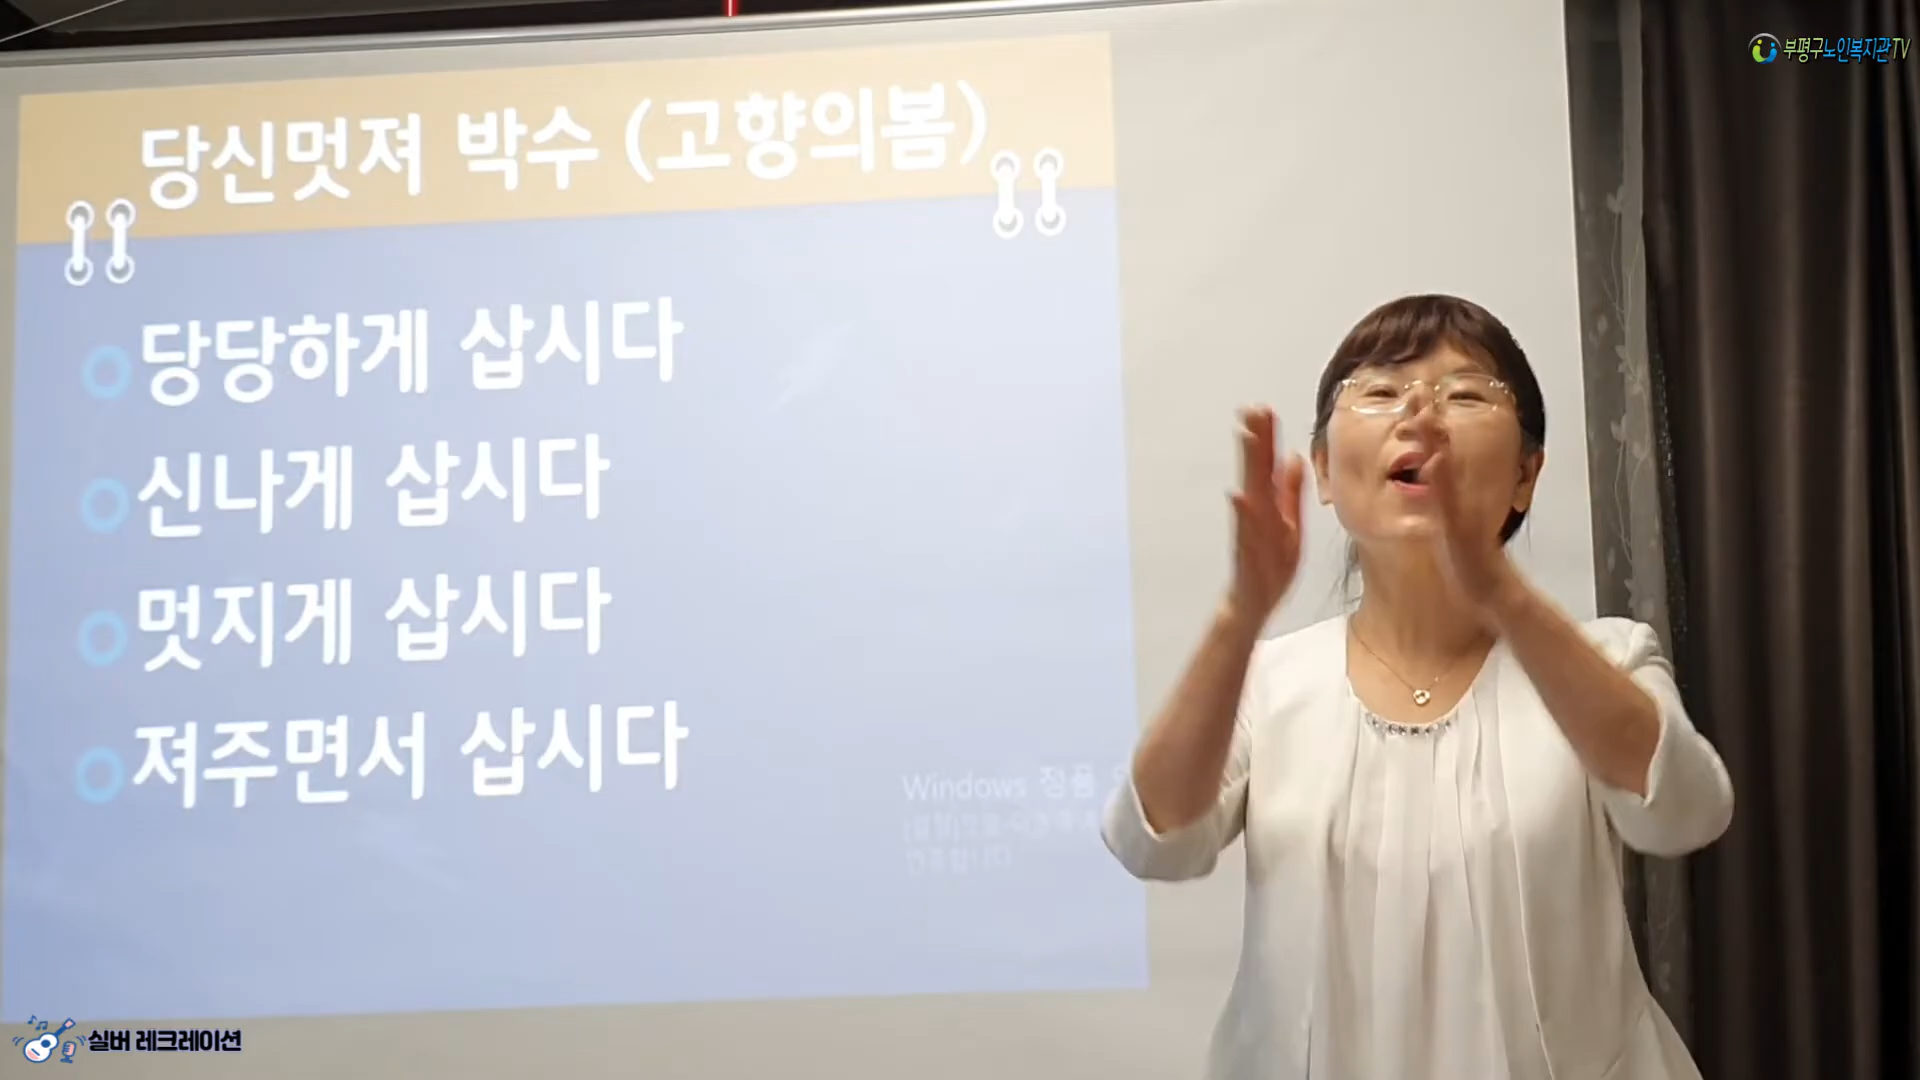 부평구노인복지관TV
당신멋져 박수 (고향의봄)
당당하게 삽시다
신나게 삽시다
멋지게 삽시다
져주면서 삽시다
Windows 정품
실버 레크레이션